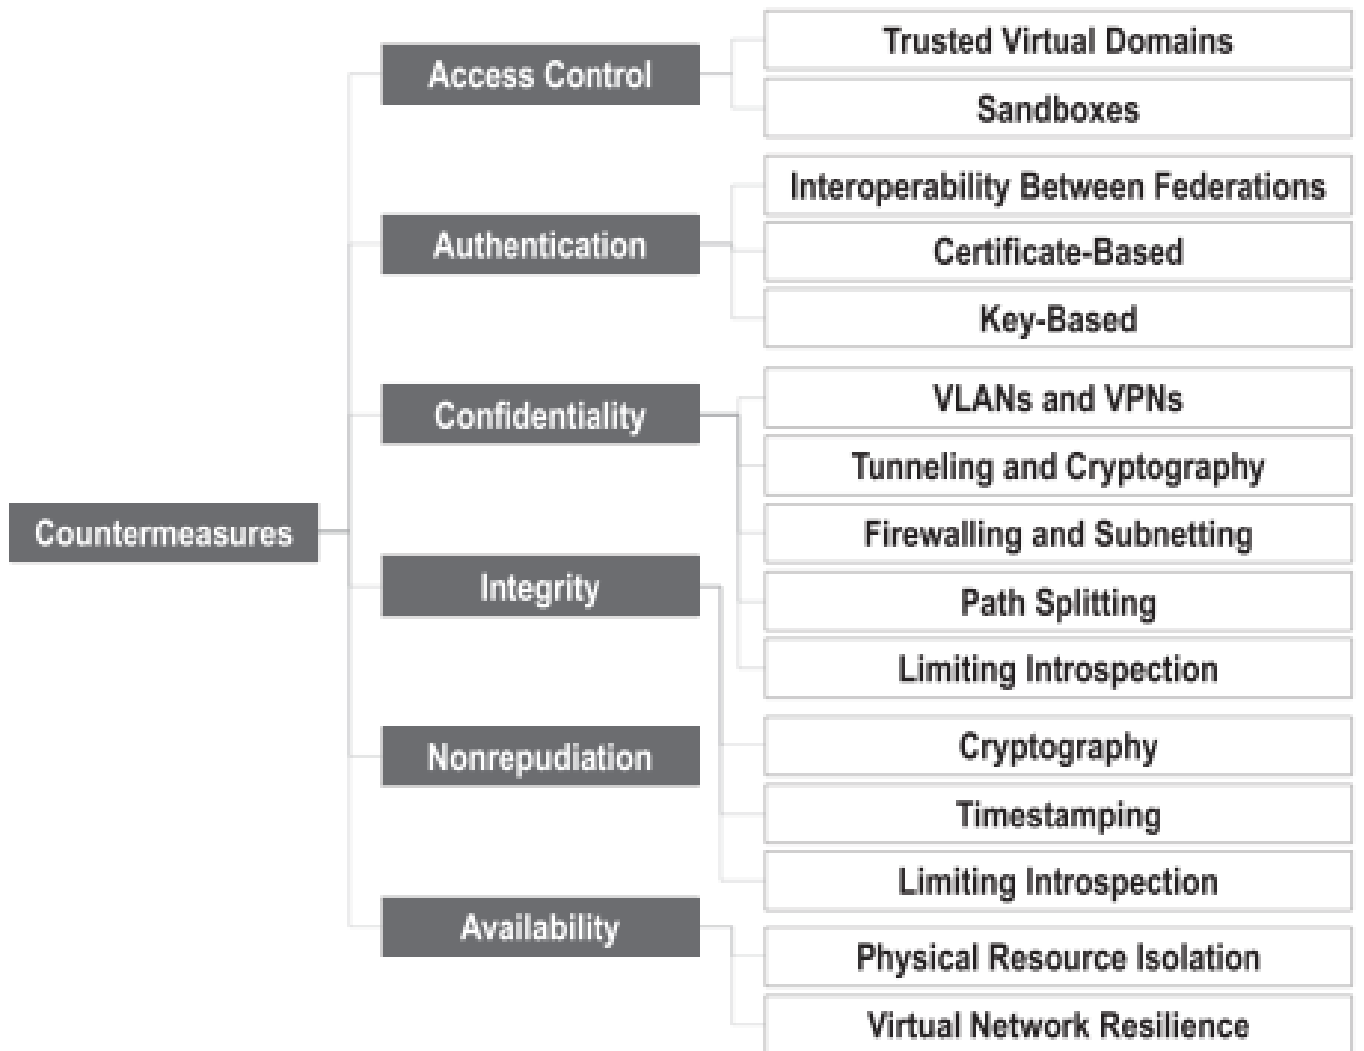 Countermeasures
Access Control
Trusted Virtual Domains
Sandboxes
Authentication
Interoperability Between Federations
Certificate-Based
Key-Based
Confidentiality
VLANs and VPNs
Tunneling and Cryptography
Firewalling and Subnetting
Path Splitting
Limiting Introspection
Integrity
Cryptography
Timestamping
Limiting Introspection
Nonrepudiation
Availability
Physical Resource Isolation
Virtual Network Resilience